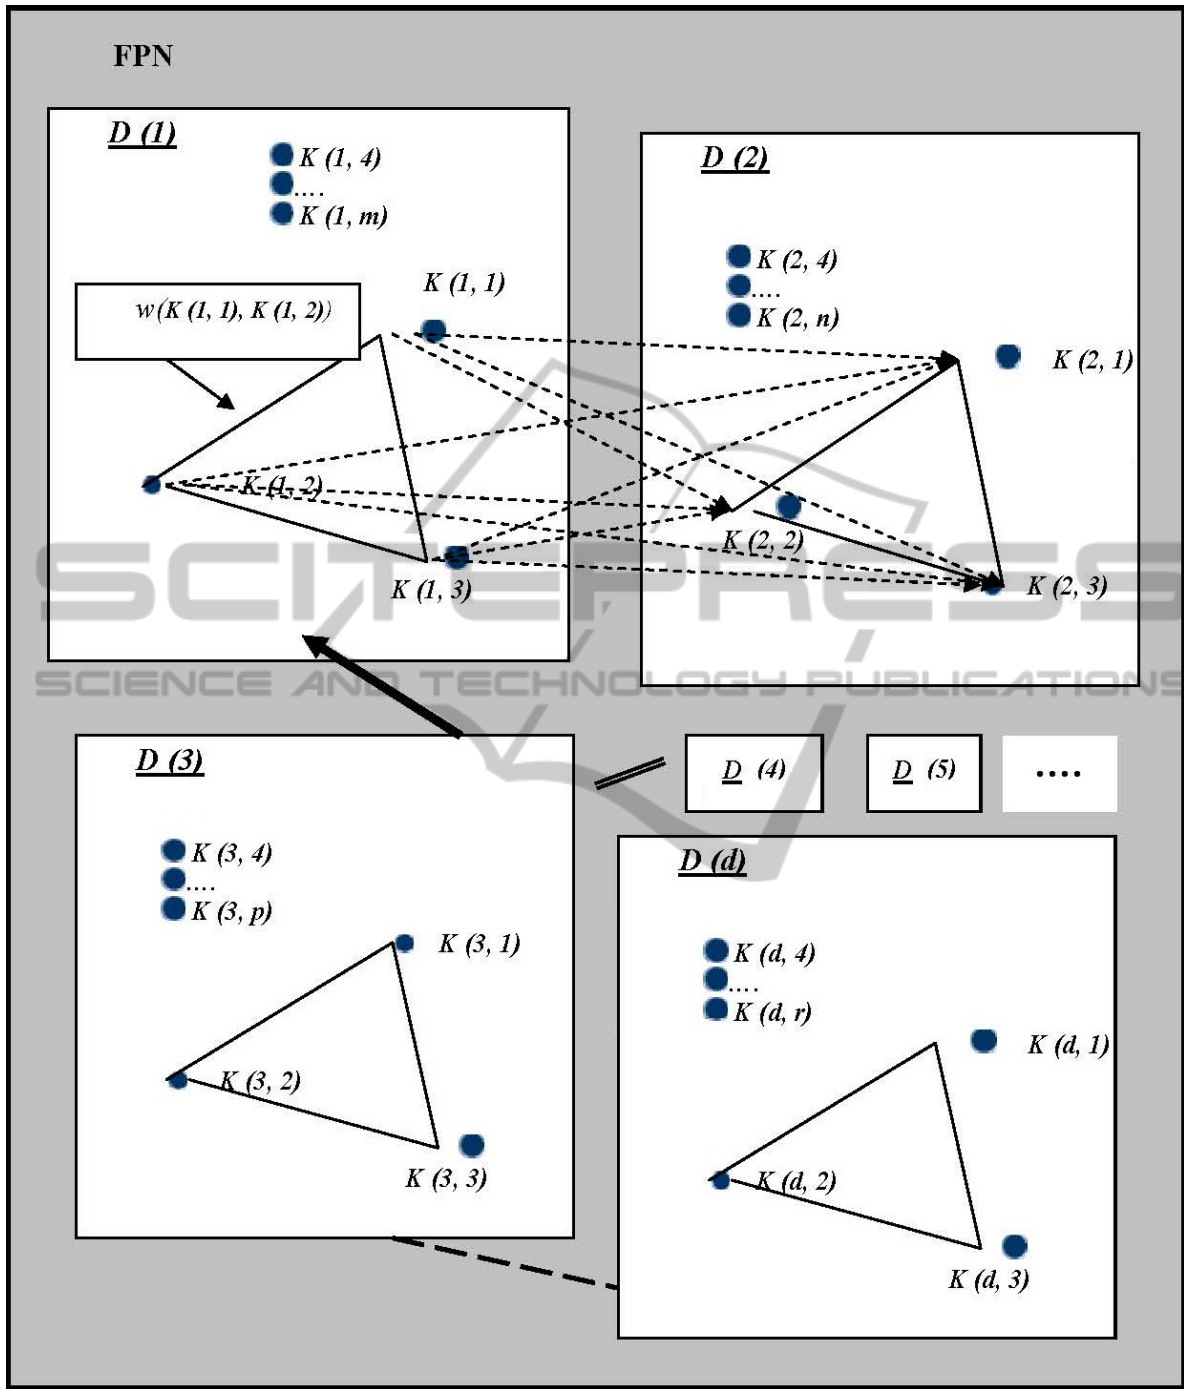 FPN
D (1)
K (1, 4)
....
K (1, m)
K (1, 1)
w(K (1, 1), K (1, 2))
K (1, 2)
K (1, 3)
D (2)
K (2, 4)
....
K (2, n)
K (2, 1)
K (2, 2)
K (2, 3)
SCITEPRESS
SCIENCE AND TECHNOLOGY PUBLICATIONS
D (3)
K (3, 4)
....
K (3, p)
K (3, 1)
K (3, 2)
K (3, 3)
D (4)
D (5)
....
D (d)
K (d, 4)
....
K (d, r)
K (d, 1)
K (d, 2)
K (d, 3)